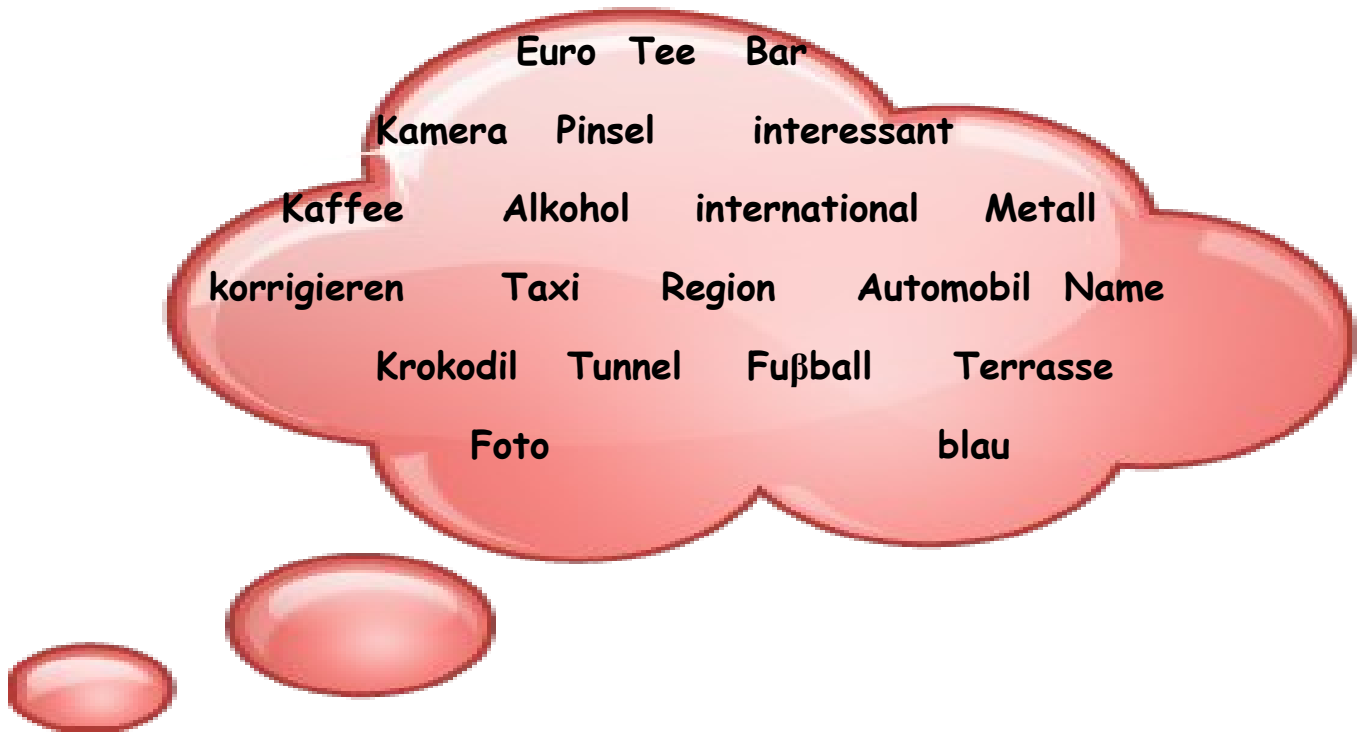 Euro Tee Bar
Kamera Pinsel interessant
Kaffee Alkohol international Metall
korrigieren Taxi Region Automobil Name
Krokodil Tunnel Fuβball Terrasse
Foto blau